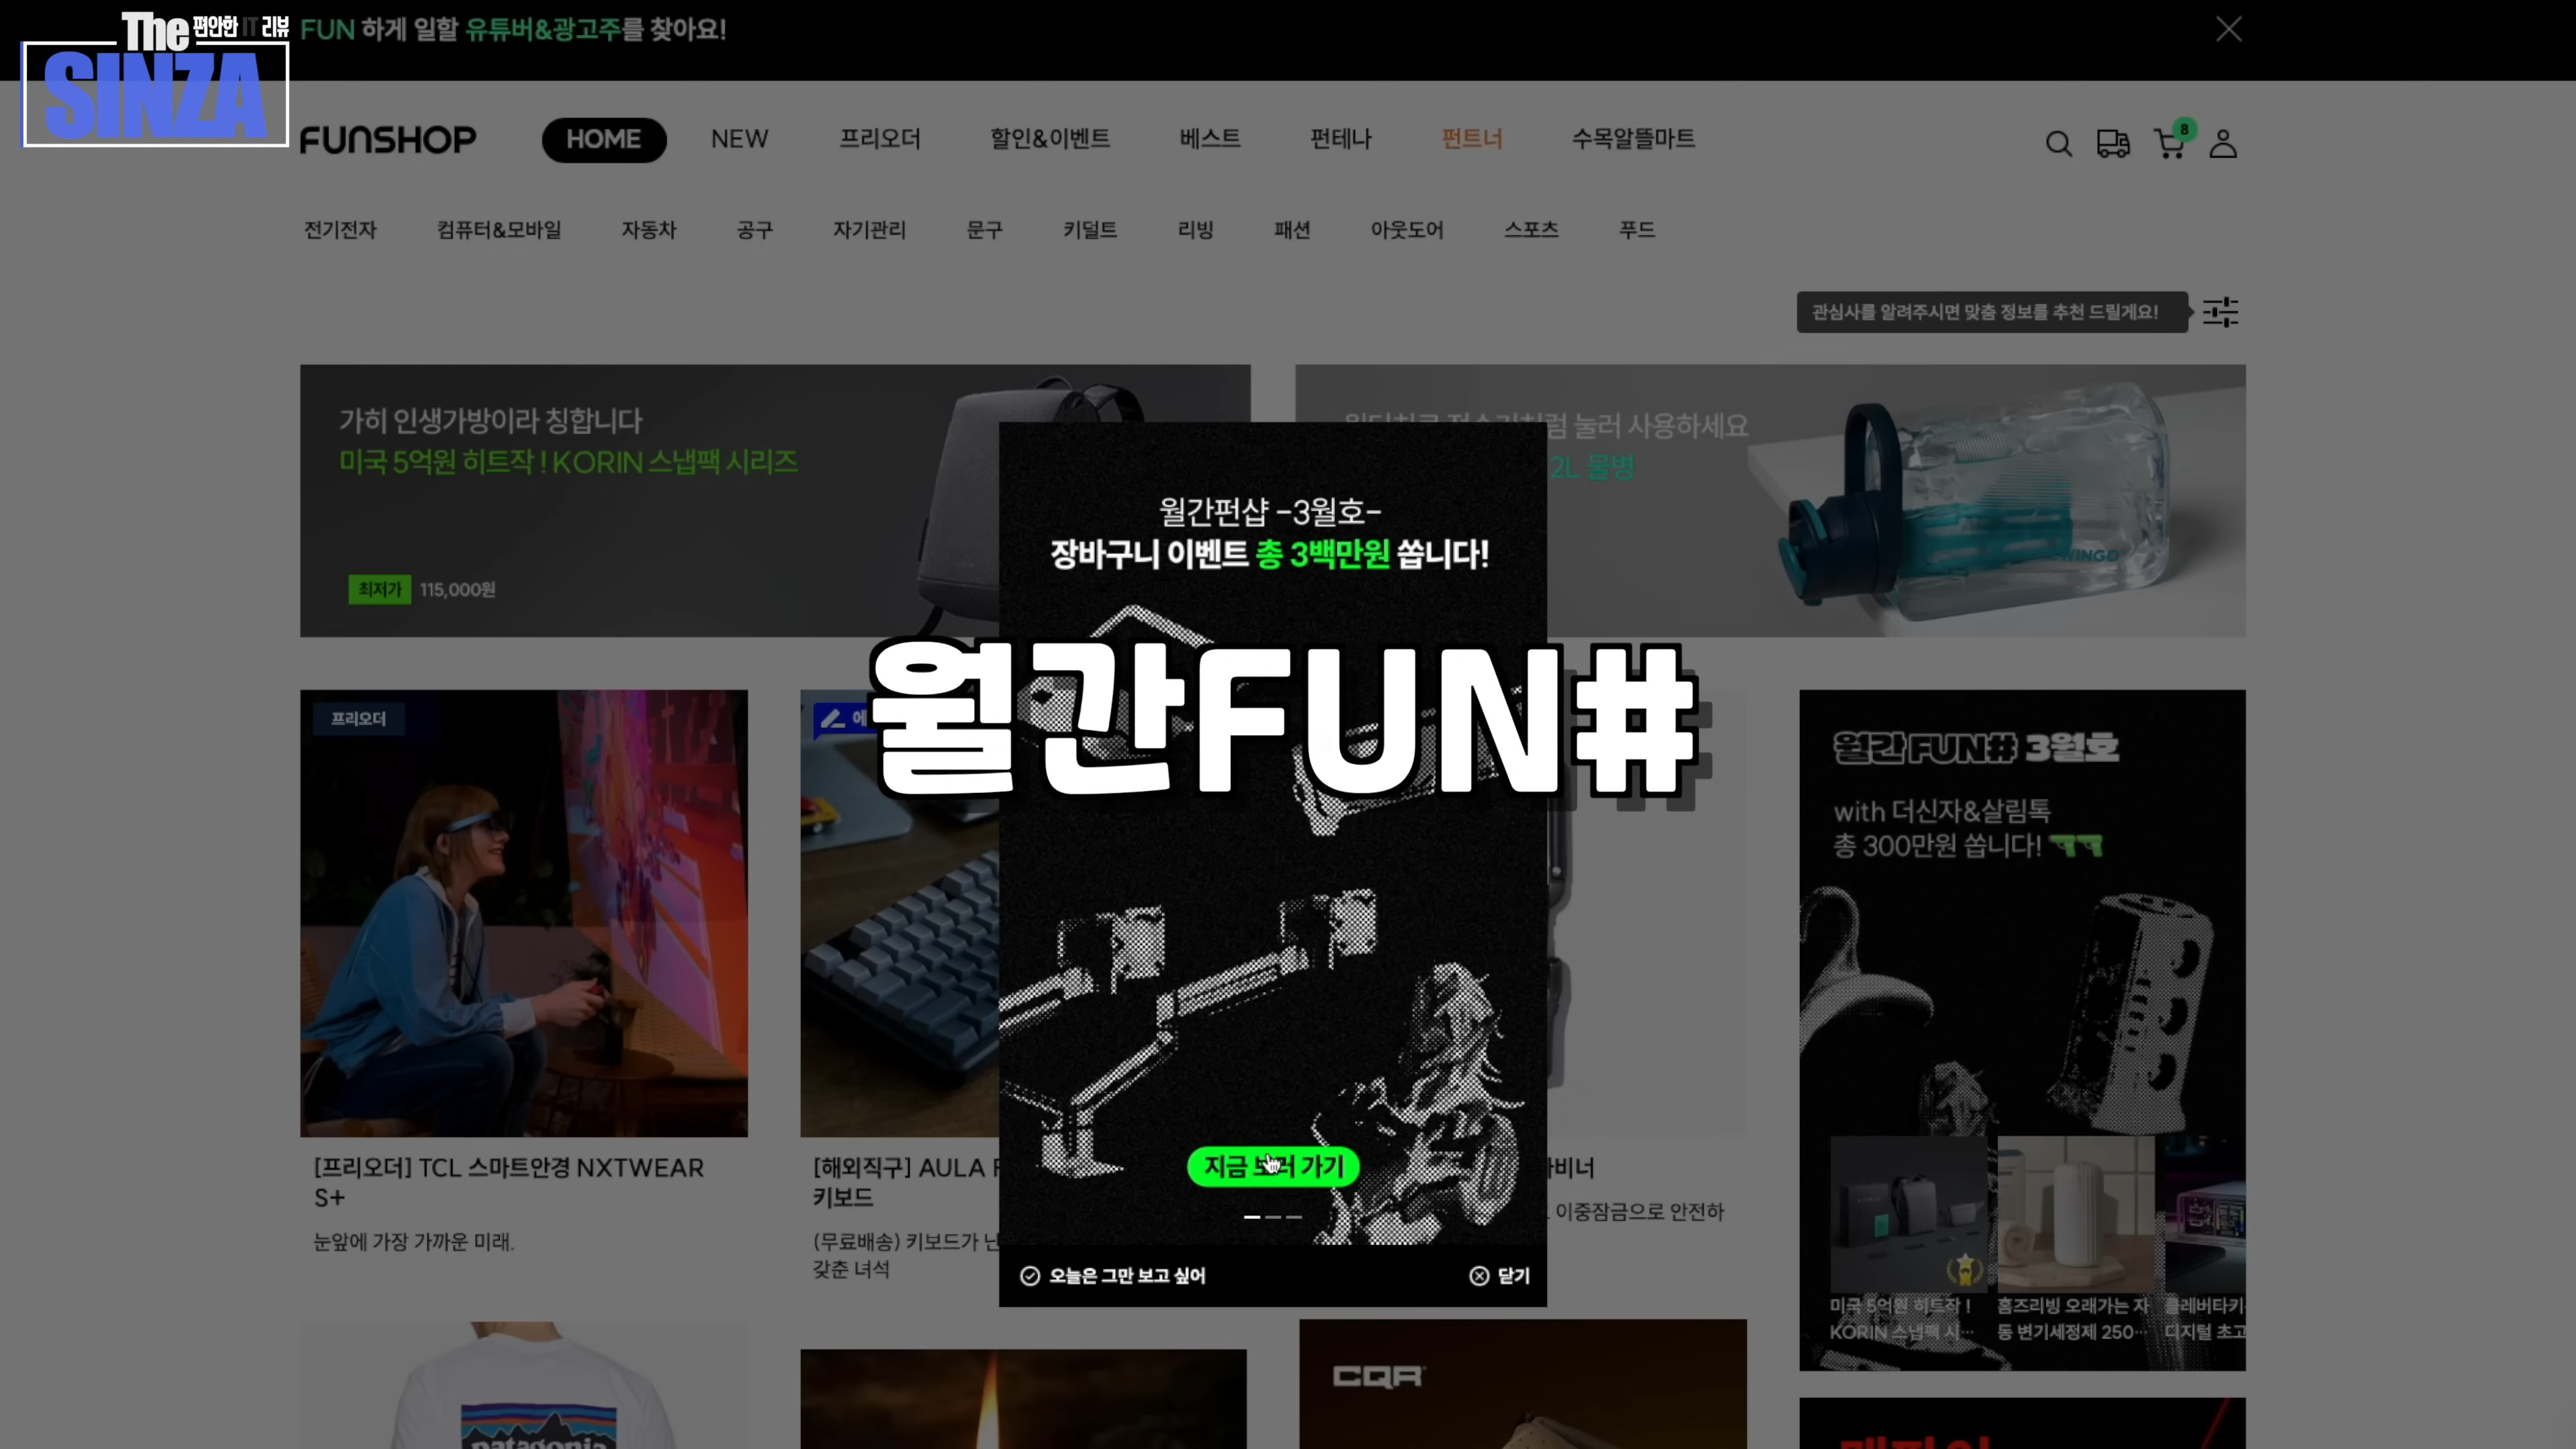 The 편안한 IT 리뷰
SINZA
FUN 하게 일할 유튜버&광고주를 찾아요!
FUNSHOP
HOME
NEW
프리오더
할인&이벤트
베스트
펀테나
펀트너
수목알뜰마트
8
전기전자
컴퓨터&모바일
자동차
공구
자기관리
문구
키덜트
리빙
패션
아웃도어
스포츠
푸드
관심사를 알려주시면 맞춤 정보를 추천 드릴게요!
가히 인생가방이라 칭합니다
미국 5억원 히트작 ! KORIN 스냅팩 시리즈
최저가 115,000원
눌러 사용하세요
2L 물병
월간펀샵 -3월호-
장바구니 이벤트 총 3백만원 쏩니다!
월간FUN#
지금 보러 가기
오늘은 그만 보고 싶어
닫기
프리오더
[프리오더] TCL 스마트안경 NXTWEAR
S+
눈앞에 가장 가까운 미래.
[해외직구] AULA
키보드
(무료배송) 키보드가
갖춘 녀석
이중잠금으로 안전하
월간FUN# 3월호
with 더신자&살림톡
총 300만원 쏩니다!
미국 5억원 히트작 !
KORIN 스냅팩 시...
홈즈리빙 오래가는 자
동 변기세정제 250...
클레버타키
디지털 초고
patagonia
CQR